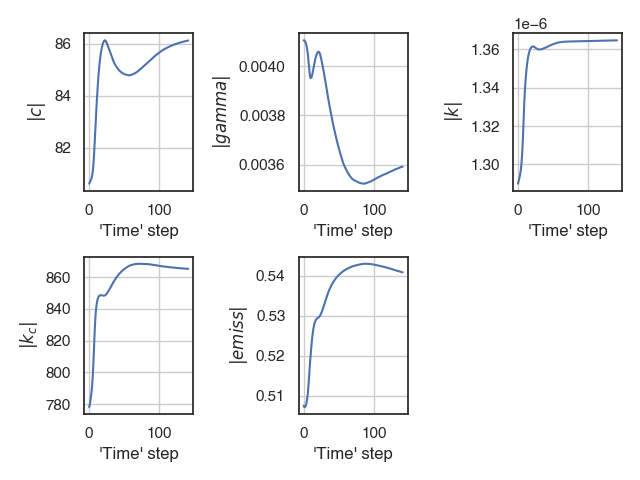 86
84
82
|c|
0 100
'Time' step
0.0040
0.0038
0.0036
|gamma|
0 100
'Time' step
1e−6
1.36
1.34
1.32
1.30
|k|
0 100
'Time' step
860
840
820
800
780
|k_c|
0 100
'Time' step
0.54
0.53
0.52
0.51
|emiss|
0 100
'Time' step